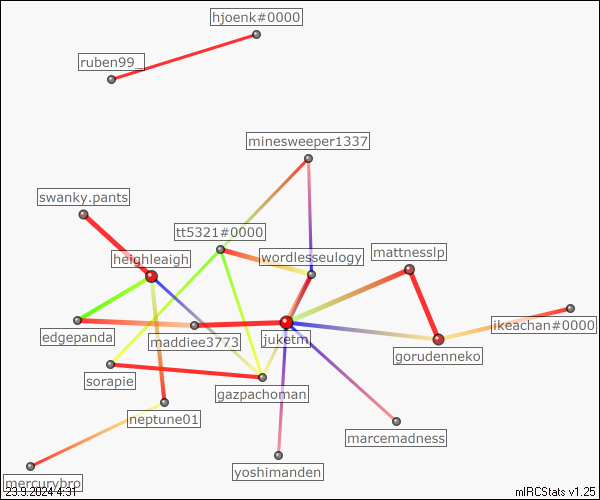 hjoenk#0000
ruben99_
minesweeper1337
swanky.pants
tt5321#0000
mattnesslp
wordlesseulogy
heighleaigh
ikeachan#0000
edgepanda
maddiee3773
juketm
gorudenneko
sorapie
gazpachoman
neptune01
marcemadness
yoshimanden
mercurybro
23.9.2024 4:31
mIRCStats v1.25